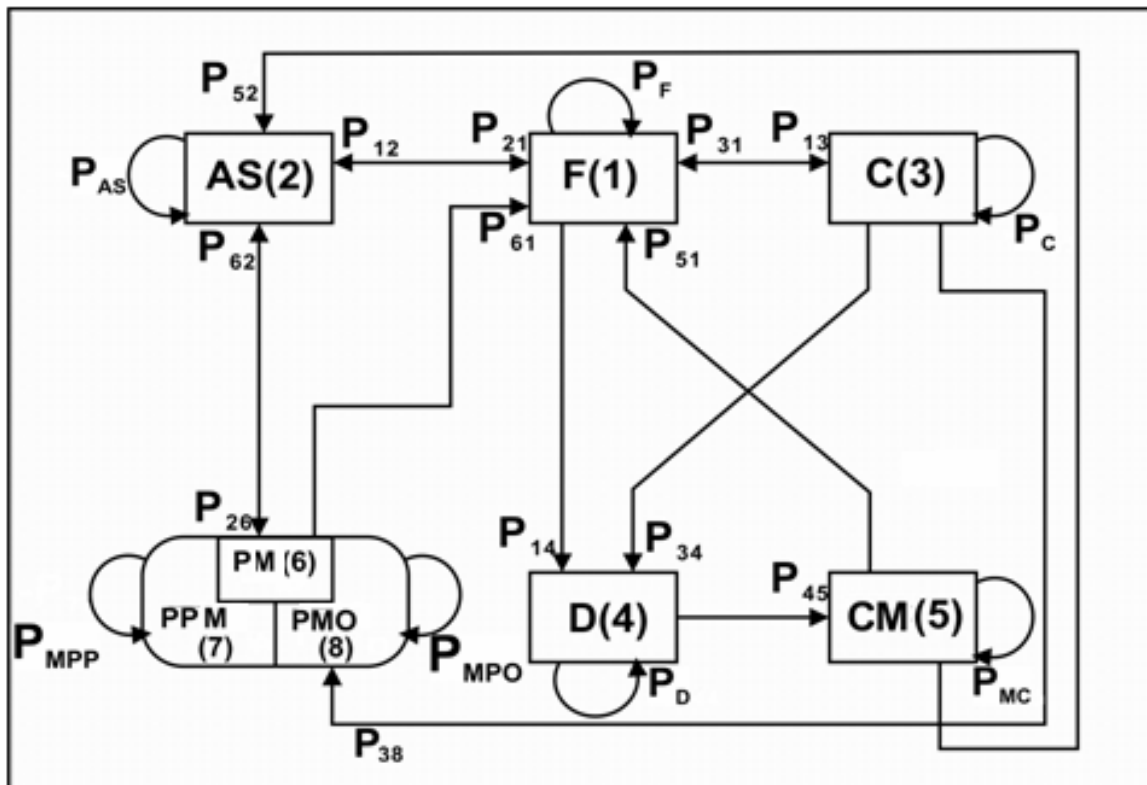 P52
PF
P12
P21
P31
P13
PAS
AS(2)
F(1)
C(3)
P62
P61
P51
PC
P26
P14
P34
P45
PM (6)
PPM
(7)
PMO
(8)
D(4)
CM(5)
PMPP
PMPO
PD
PMC
P38